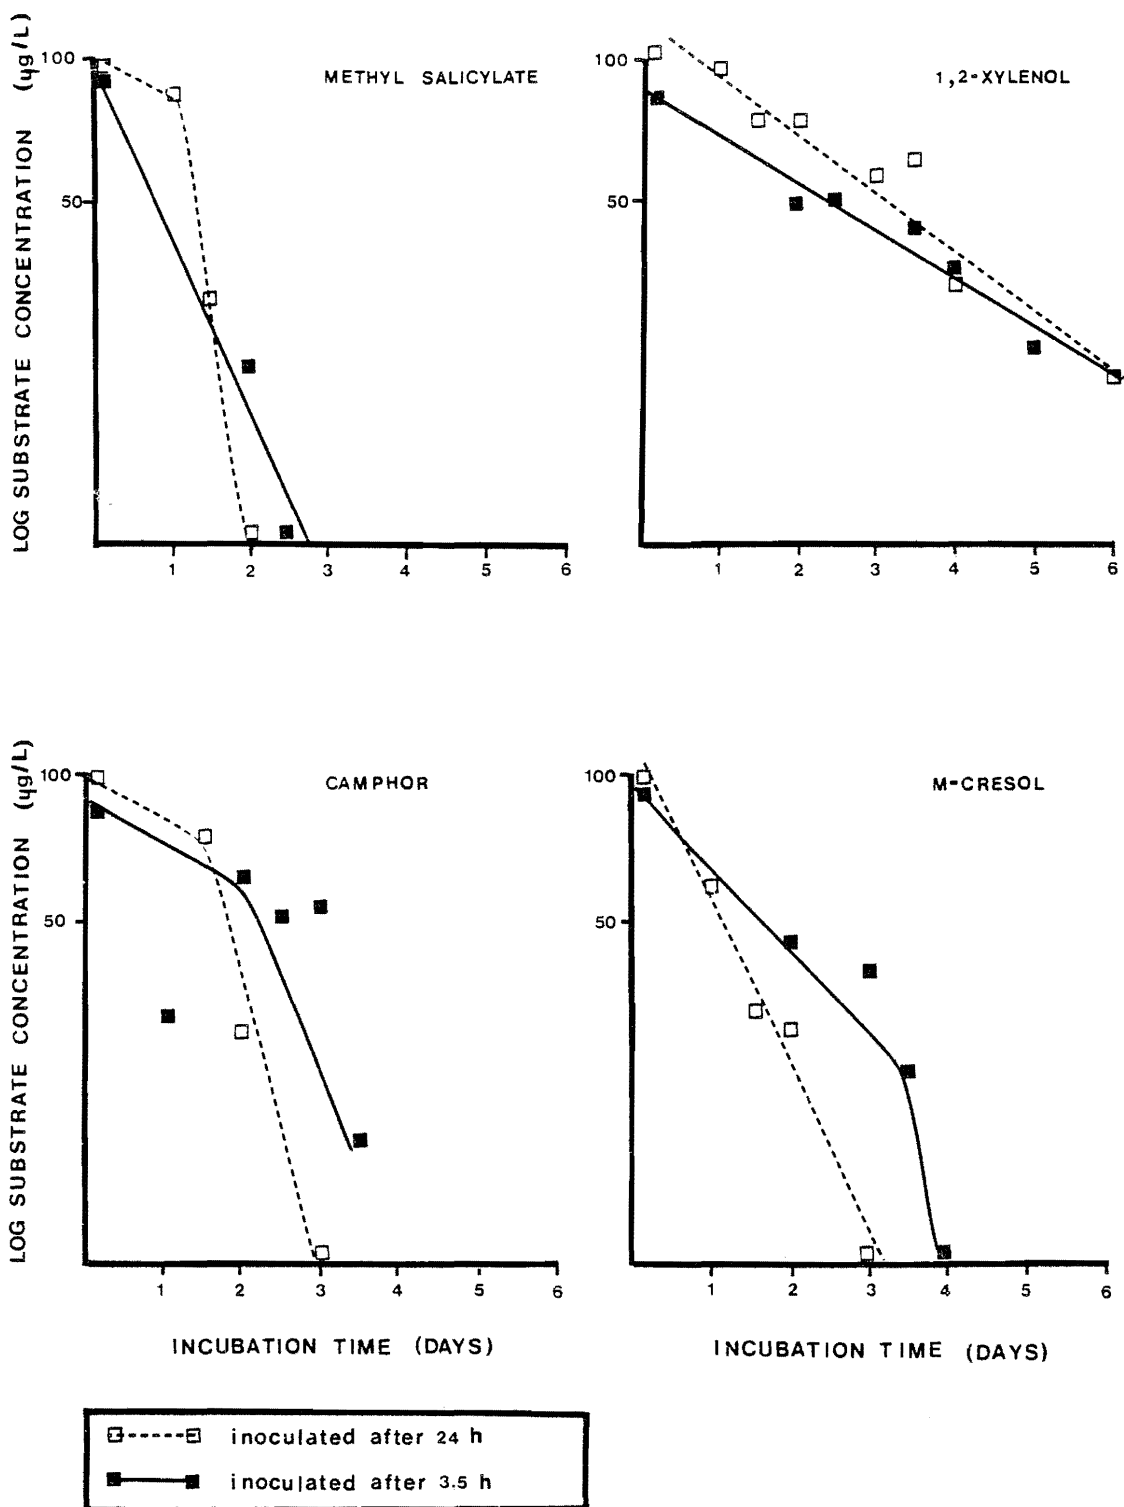 METHYL SALICYLATE
LOG SUBSTRATE CONCENTRATION (ɥg/L)
100
50
1 2 3 4 5 6
1,2-XYLENOL
100
50
1 2 3 4 5 6
CAMPHOR
LOG SUBSTRATE CONCENTRATION (ɥg/L)
100
50
1 2 3 4 5 6
INCUBATION TIME (DAYS)
M-CRESOL
100
50
1 2 3 4 5 6
INCUBATION TIME (DAYS)
inoculated after 24 h
inoculated after 3.5 h